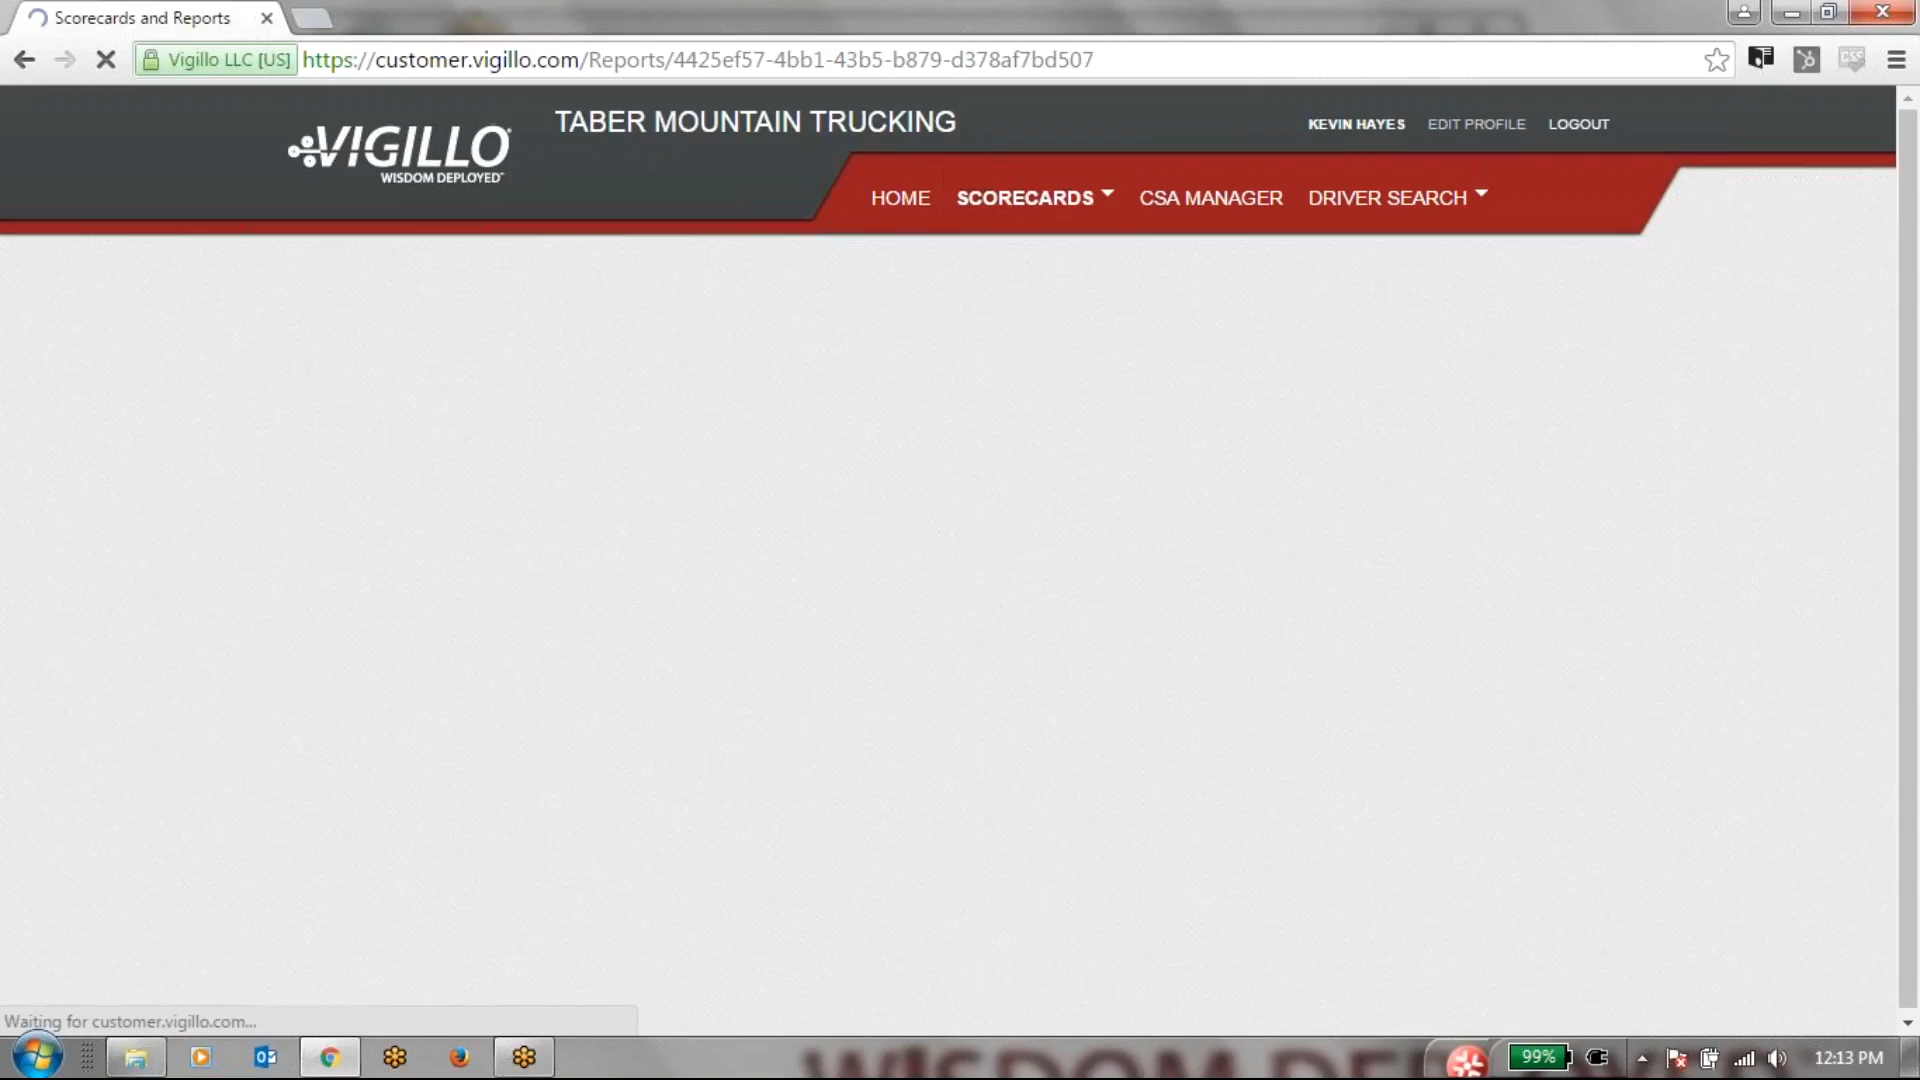 Scorecards and Reports
Vigillo LLC [US] https://customer.vigillo.com/Reports/4425ef57-4bb1-43b5-b879-d378af7bd507
CSS
VIGILLO
WISDOM DEPLOYED
TABER MOUNTAIN TRUCKING
KEVIN HAYES EDIT PROFILE LOGOUT
HOME SCORECARDS CSA MANAGER DRIVER SEARCH
Waiting for customer.vigillo.com...
99% 12:13 PM